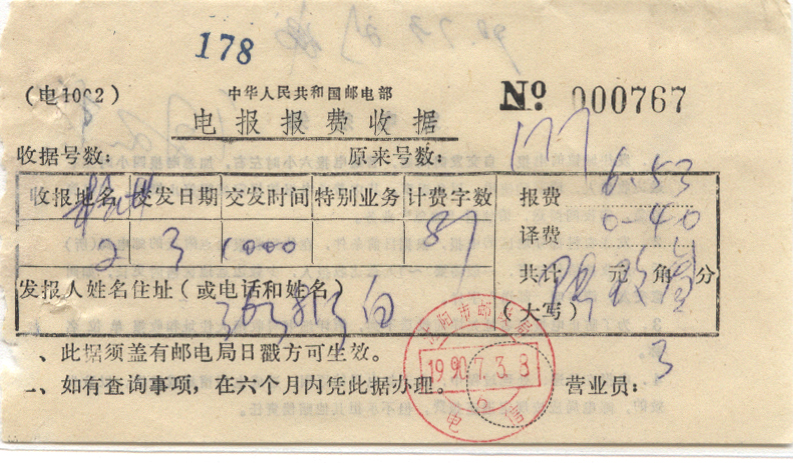 178
(电1002)
中华人民共和国邮电部
№ 000767
电报报费收据
收据号数:
原来号数:
177
收报地名 交发日期 交发时间 特别业务 计费字数
报费 6.53
译费 0-40
2 3 1000 87
共计 元 角 分
(大写)
发报人姓名住址(或电话和姓名)
、此据须盖有邮电局日戳方可生效。
、如有查询事项,在六个月内凭此据办理。
营业员: 3
阳市邮
1990.7.3.8
电